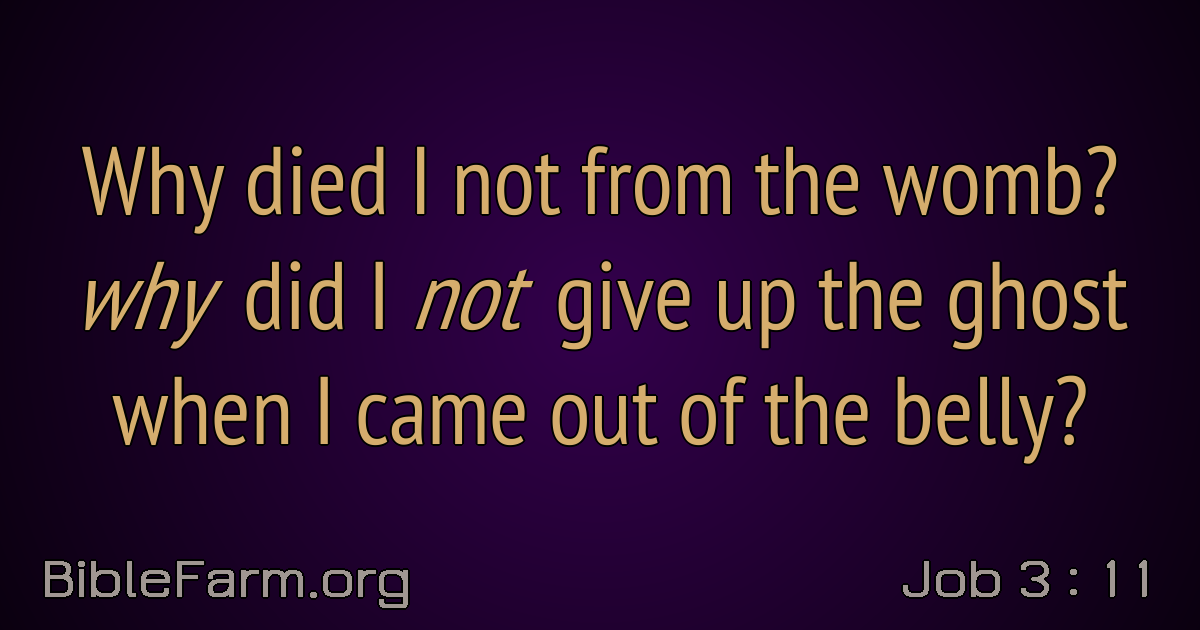 Why died I not from the womb?
why did I not give up the ghost
when I came out of the belly?
BibleFarm.org
Job 3 : 11